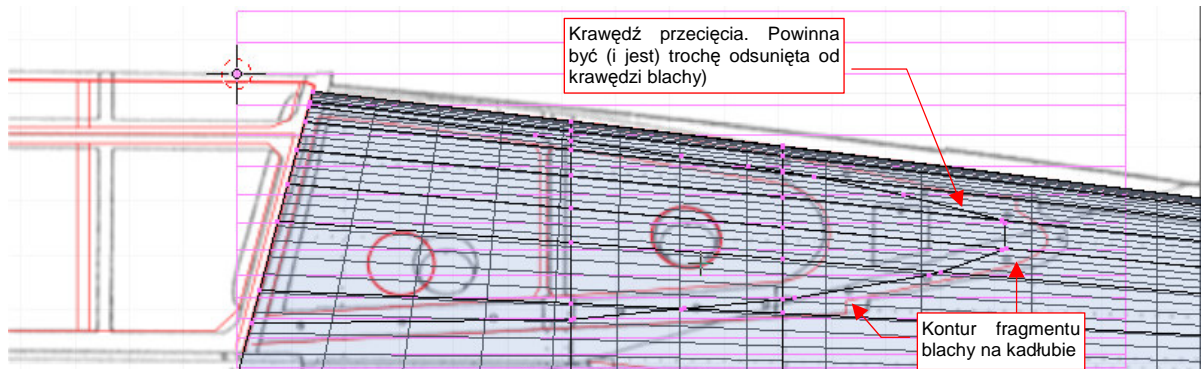 Krawędź przecięcia. Powinna
być (i jest) trochę odsunięta od
krawędzi blachy)
Kontur fragmentu
blachy na kadłubie